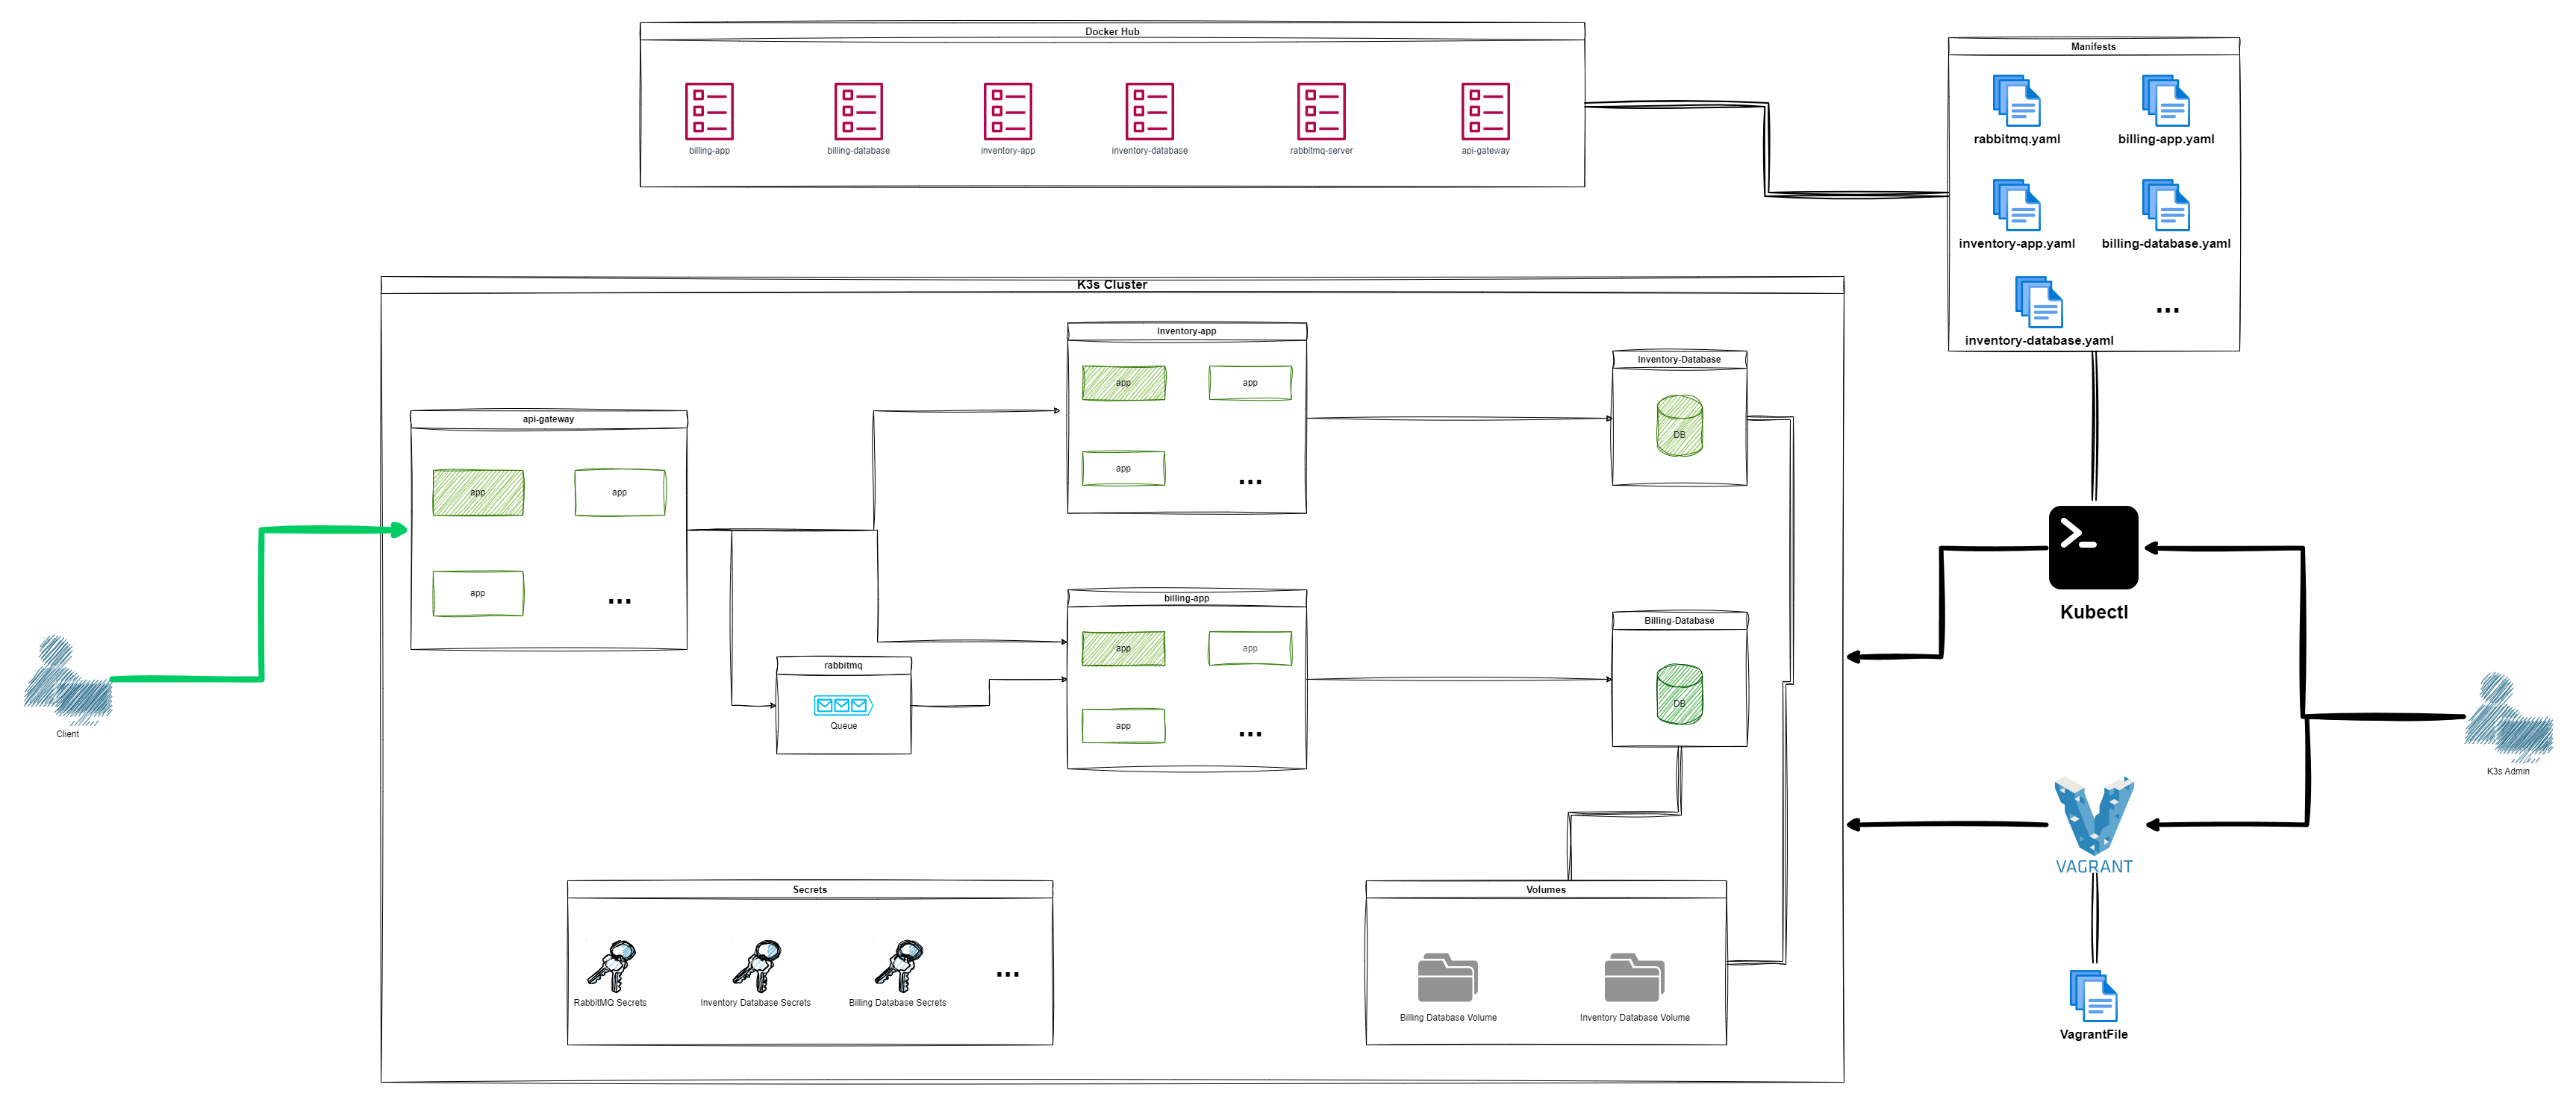 Docker Hub
billing-app
billing-database
inventory-app
inventory-database
rabbitmq-server
api-gateway
Manifests
rabbitmq.yaml
billing-app.yaml
inventory-app.yaml
billing-database.yaml
inventory-database.yaml
...
K3s Cluster
api-gateway
app
app
app
...
Inventory-app
app
app
app
...
Inventory-Database
DB
billing-app
app
app
app
...
rabbitmq
Queue
Billing-Database
DB
Secrets
RabbitMQ Secrets
Inventory Database Secrets
Billing Database Secrets
...
Volumes
Billing Database Volume
Inventory Database Volume
Client
Kubectl
K3s Admin
VAGRANT
VagrantFile